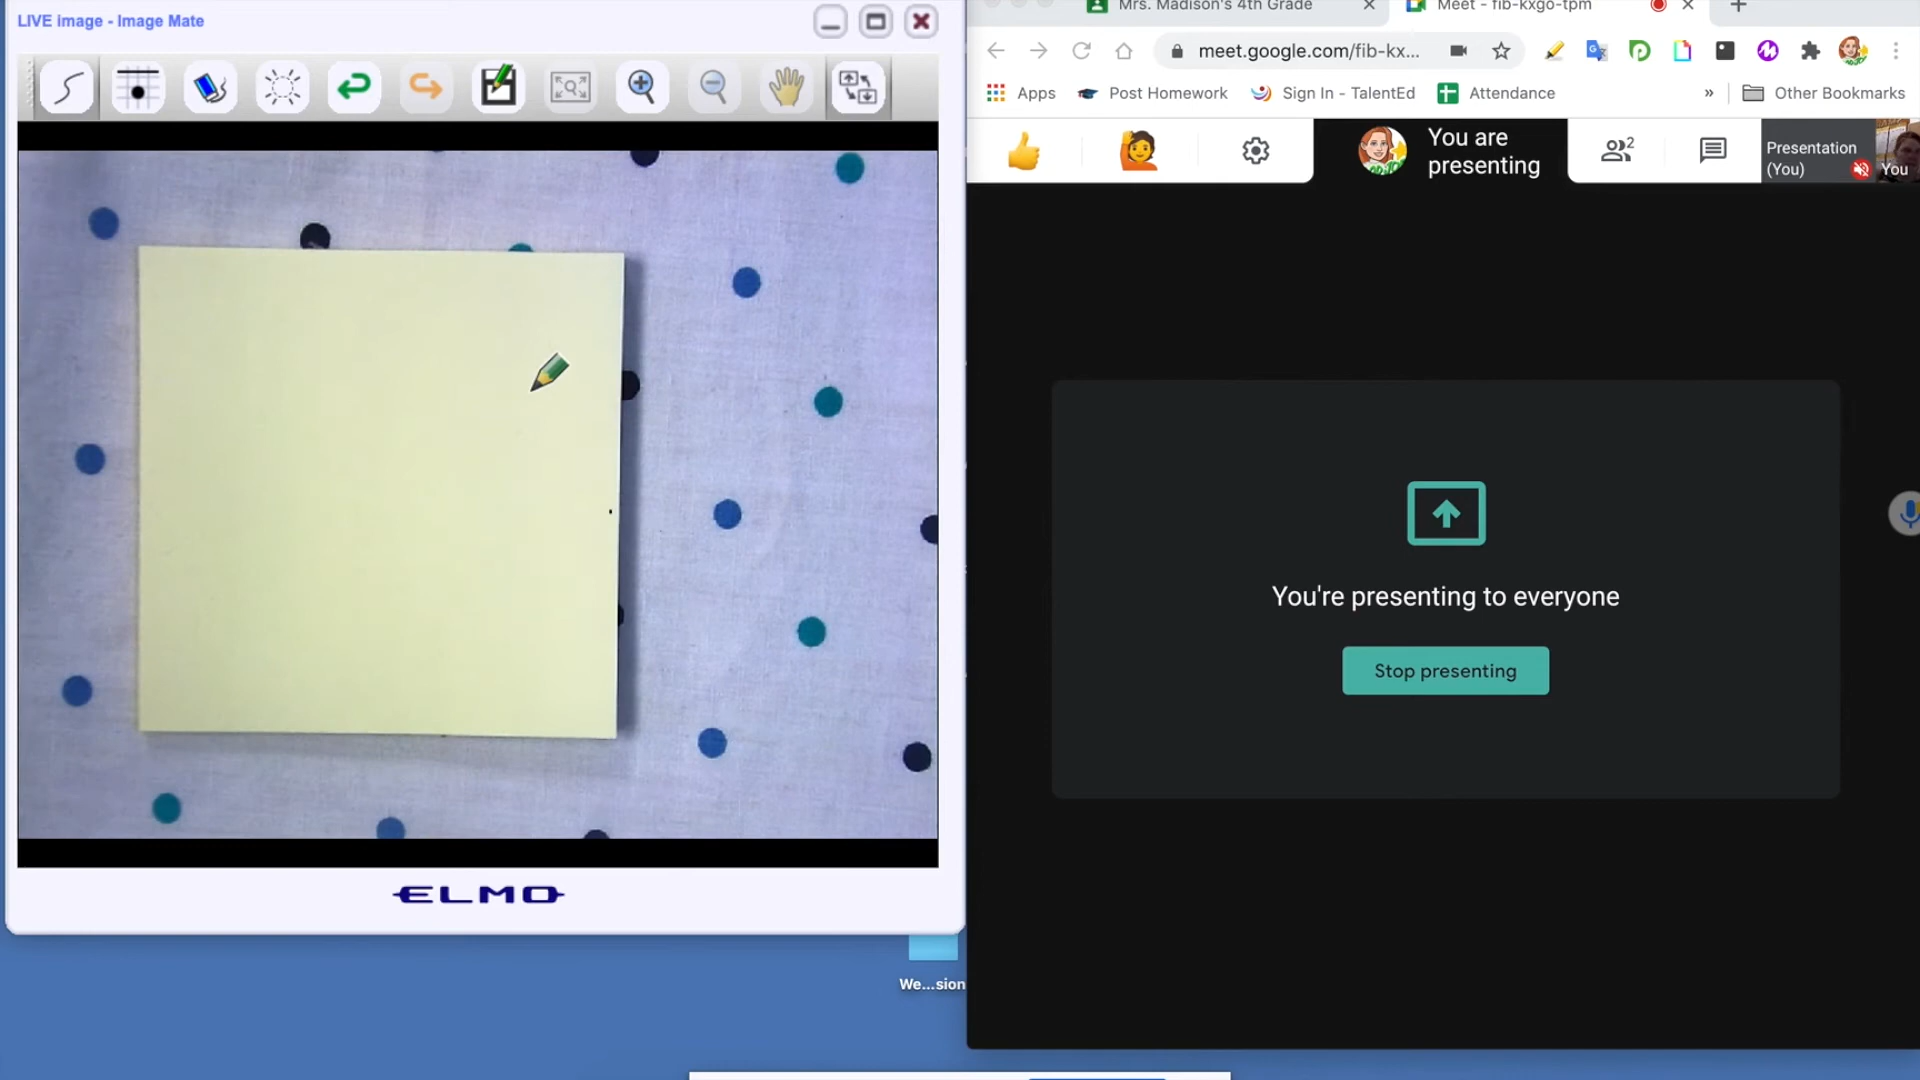 LIVE image - Image Mate
ELMO
We...sion
Mrs. Madison's 4th Grade
Meet - fib-kxgo-tpm
meet.google.com/fib-kx...
Apps
Post Homework
Sign In - TalentEd
Attendance
»
Other Bookmarks
You are
presenting
2
Presentation
(You)
You
You're presenting to everyone
Stop presenting